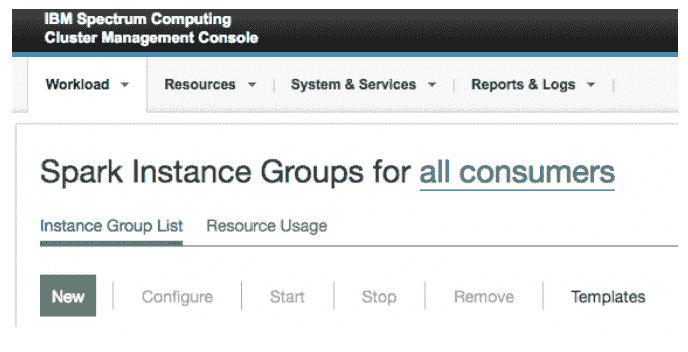 IBM Spectrum Computing
Cluster Management Console
Workload Resources System & Services Reports & Logs
Spark Instance Groups for all consumers
Instance Group List Resource Usage
New Configure Start Stop Remove Templates